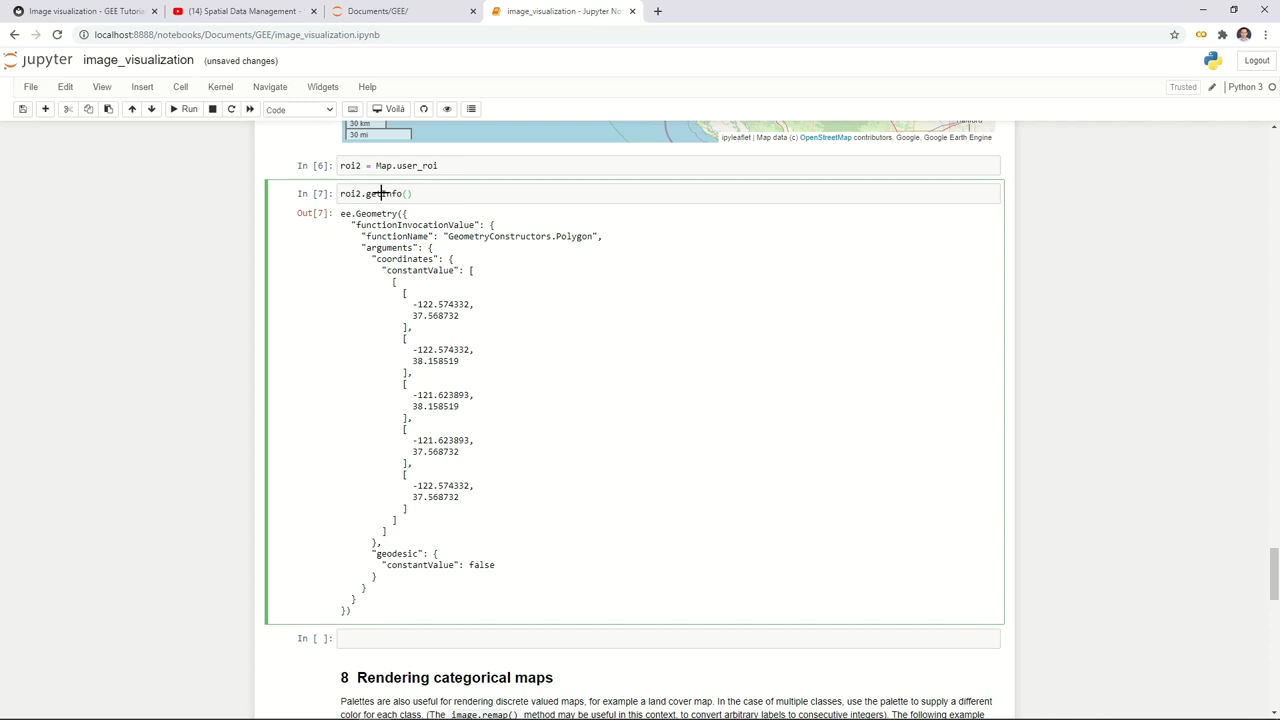 Image visualization - GEE Tutoria
(14) Spatial Data Management -
Documents/GEE/
image_visualization - Jupyter No
localhost:8888/notebooks/Documents/GEE/image_visualization.ipynb
jupyter image_visualization (unsaved changes)
Logout
File Edit View Insert Cell Kernel Navigate Widgets Help
Trusted
Python 3
Run
Code
Voilà
30 km
30 mi
ipyleaflet | Map data (c) OpenStreetMap contributors, Google, Google Earth Engine
In [6]: roi2 = Map.user_roi
In [7]: roi2.getInfo()
Out[7]: ee.Geometry({
"functionInvocationValue": {
"functionName": "GeometryConstructors.Polygon",
"arguments": {
"coordinates": {
"constantValue": [
[
[
-122.574332,
37.568732
],
[
-122.574332,
38.158519
],
[
-121.623893,
38.158519
],
[
-121.623893,
37.568732
],
[
-122.574332,
37.568732
]
]
]
},
"geodesic": {
"constantValue": false
}
}
}
})
In [ ]:
8 Rendering categorical maps
Palettes are also useful for rendering discrete valued maps, for example a land cover map. In the case of multiple classes, use the palette to supply a different
color for each class. (The image.remap() method may be useful in this context, to convert arbitrary labels to consecutive integers). The following example